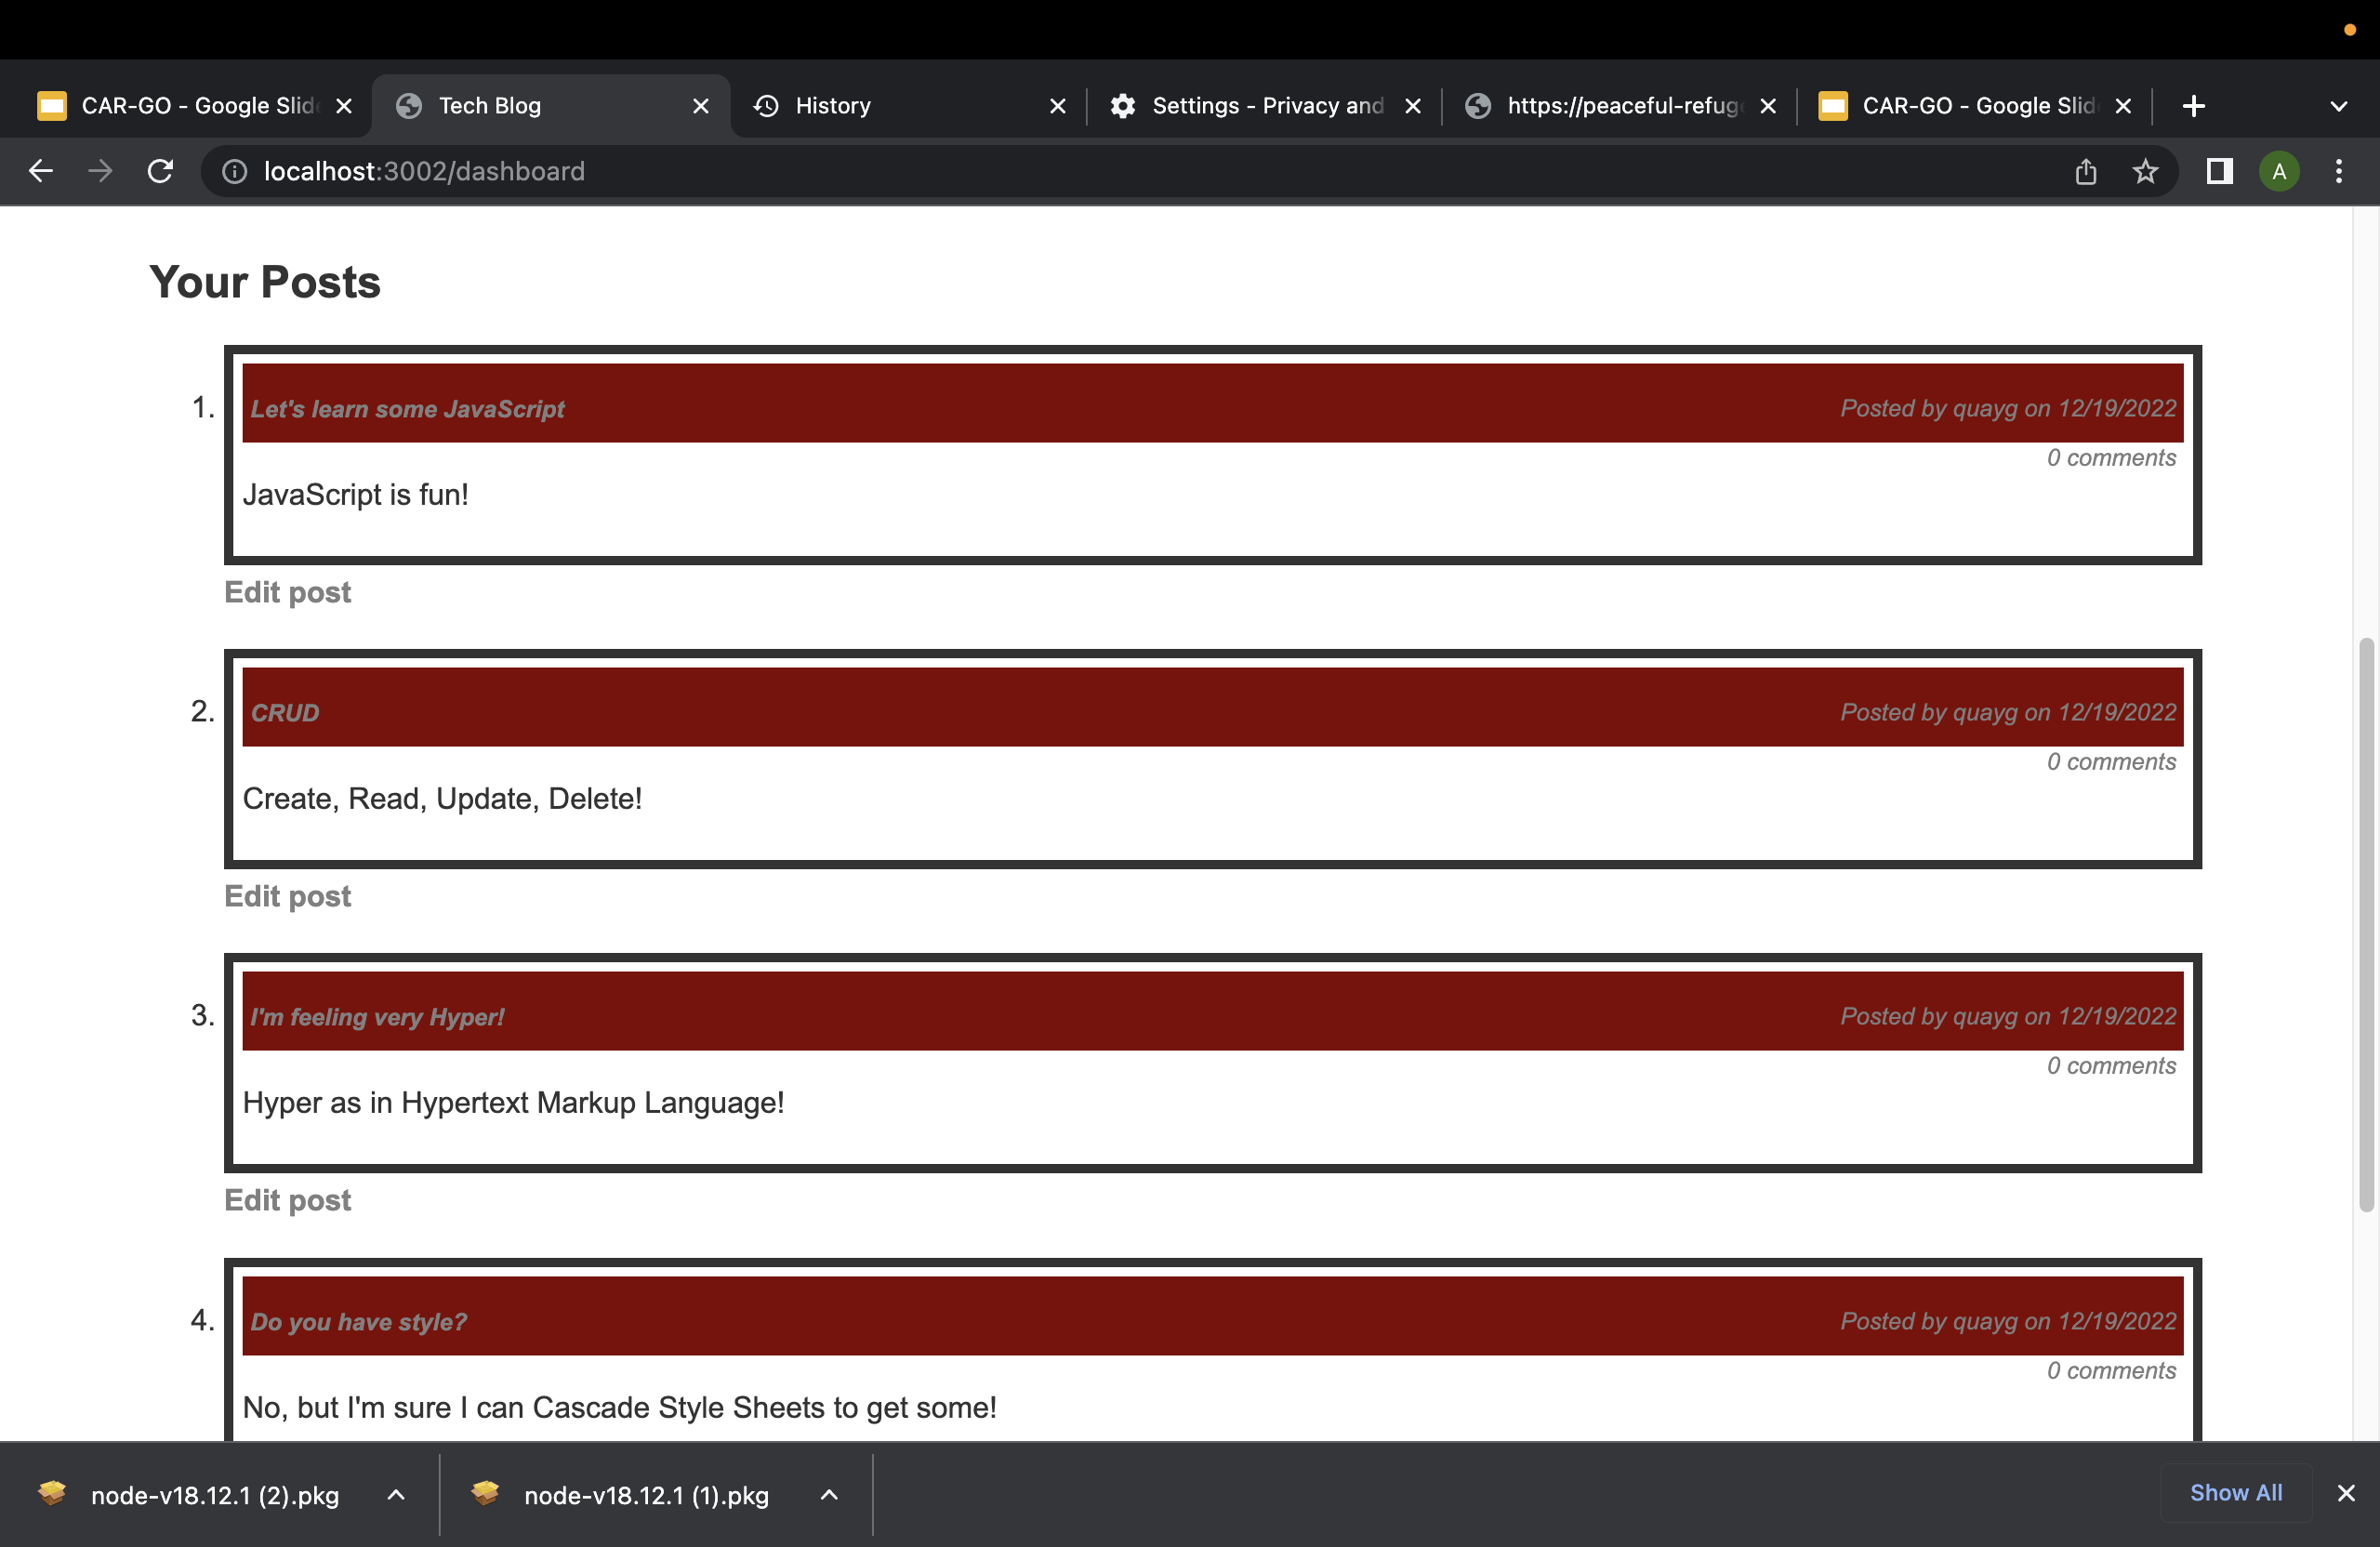 CAR-GO - Google Slid
Tech Blog
History
Settings - Privacy and
https://peaceful-refug
CAR-GO - Google Slid
localhost:3002/dashboard
A
Your Posts
1.
Let's learn some JavaScript
Posted by quayg on 12/19/2022
0 comments
JavaScript is fun!
Edit post
2.
CRUD
Posted by quayg on 12/19/2022
0 comments
Create, Read, Update, Delete!
Edit post
3.
I'm feeling very Hyper!
Posted by quayg on 12/19/2022
0 comments
Hyper as in Hypertext Markup Language!
Edit post
4.
Do you have style?
Posted by quayg on 12/19/2022
0 comments
No, but I'm sure I can Cascade Style Sheets to get some!
node-v18.12.1 (2).pkg
node-v18.12.1 (1).pkg
Show All